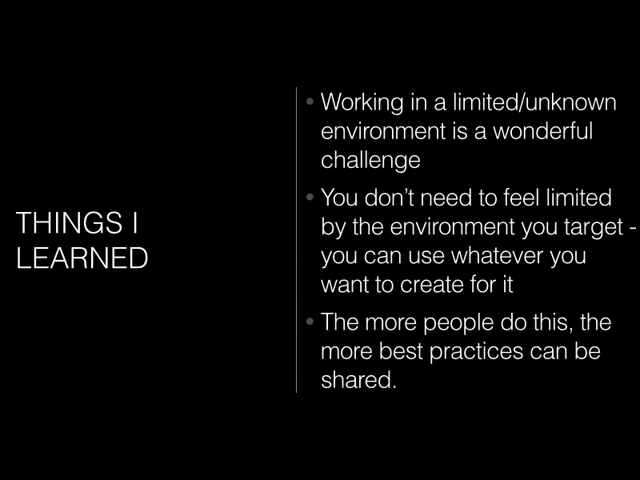 THINGS I
LEARNED
• Working in a limited/unknown
environment is a wonderful
challenge
• You don’t need to feel limited
by the environment you target -
you can use whatever you
want to create for it
• The more people do this, the
more best practices can be
shared.